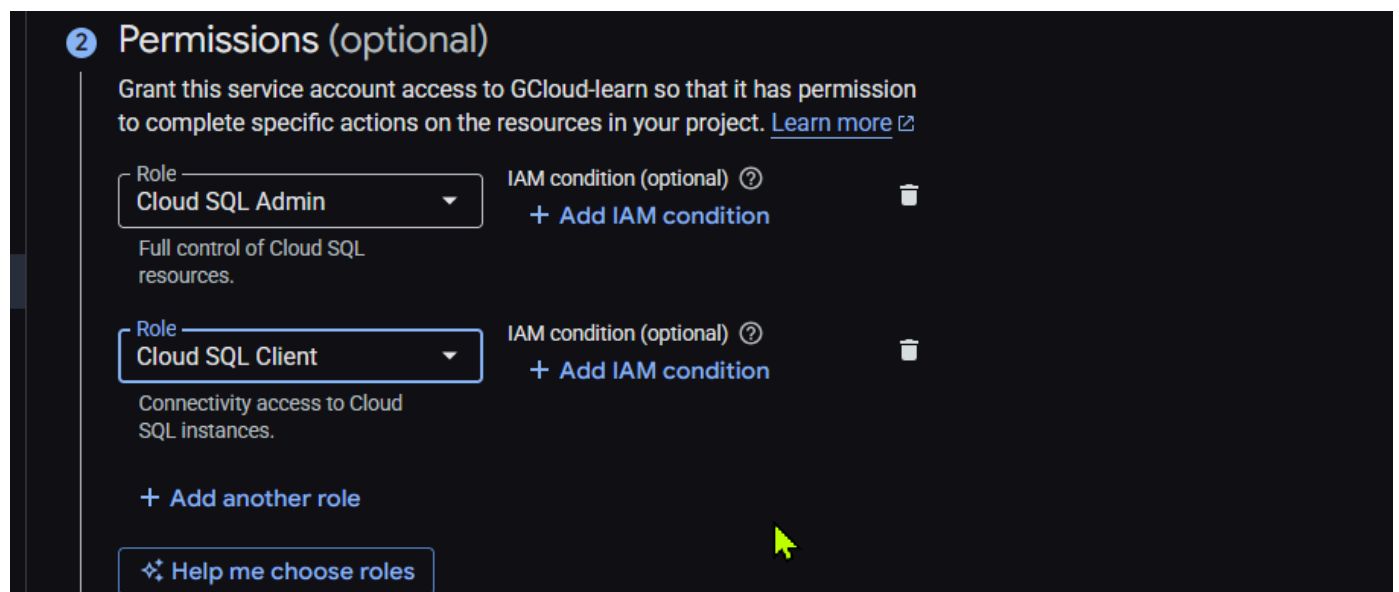 2 Permissions (optional)
Grant this service account access to GCloud-learn so that it has permission
to complete specific actions on the resources in your project. Learn more
Role
Cloud SQL Admin
IAM condition (optional) ?
+ Add IAM condition
Full control of Cloud SQL
resources.
Role
Cloud SQL Client
IAM condition (optional) ?
+ Add IAM condition
Connectivity access to Cloud
SQL instances.
+ Add another role
Help me choose roles